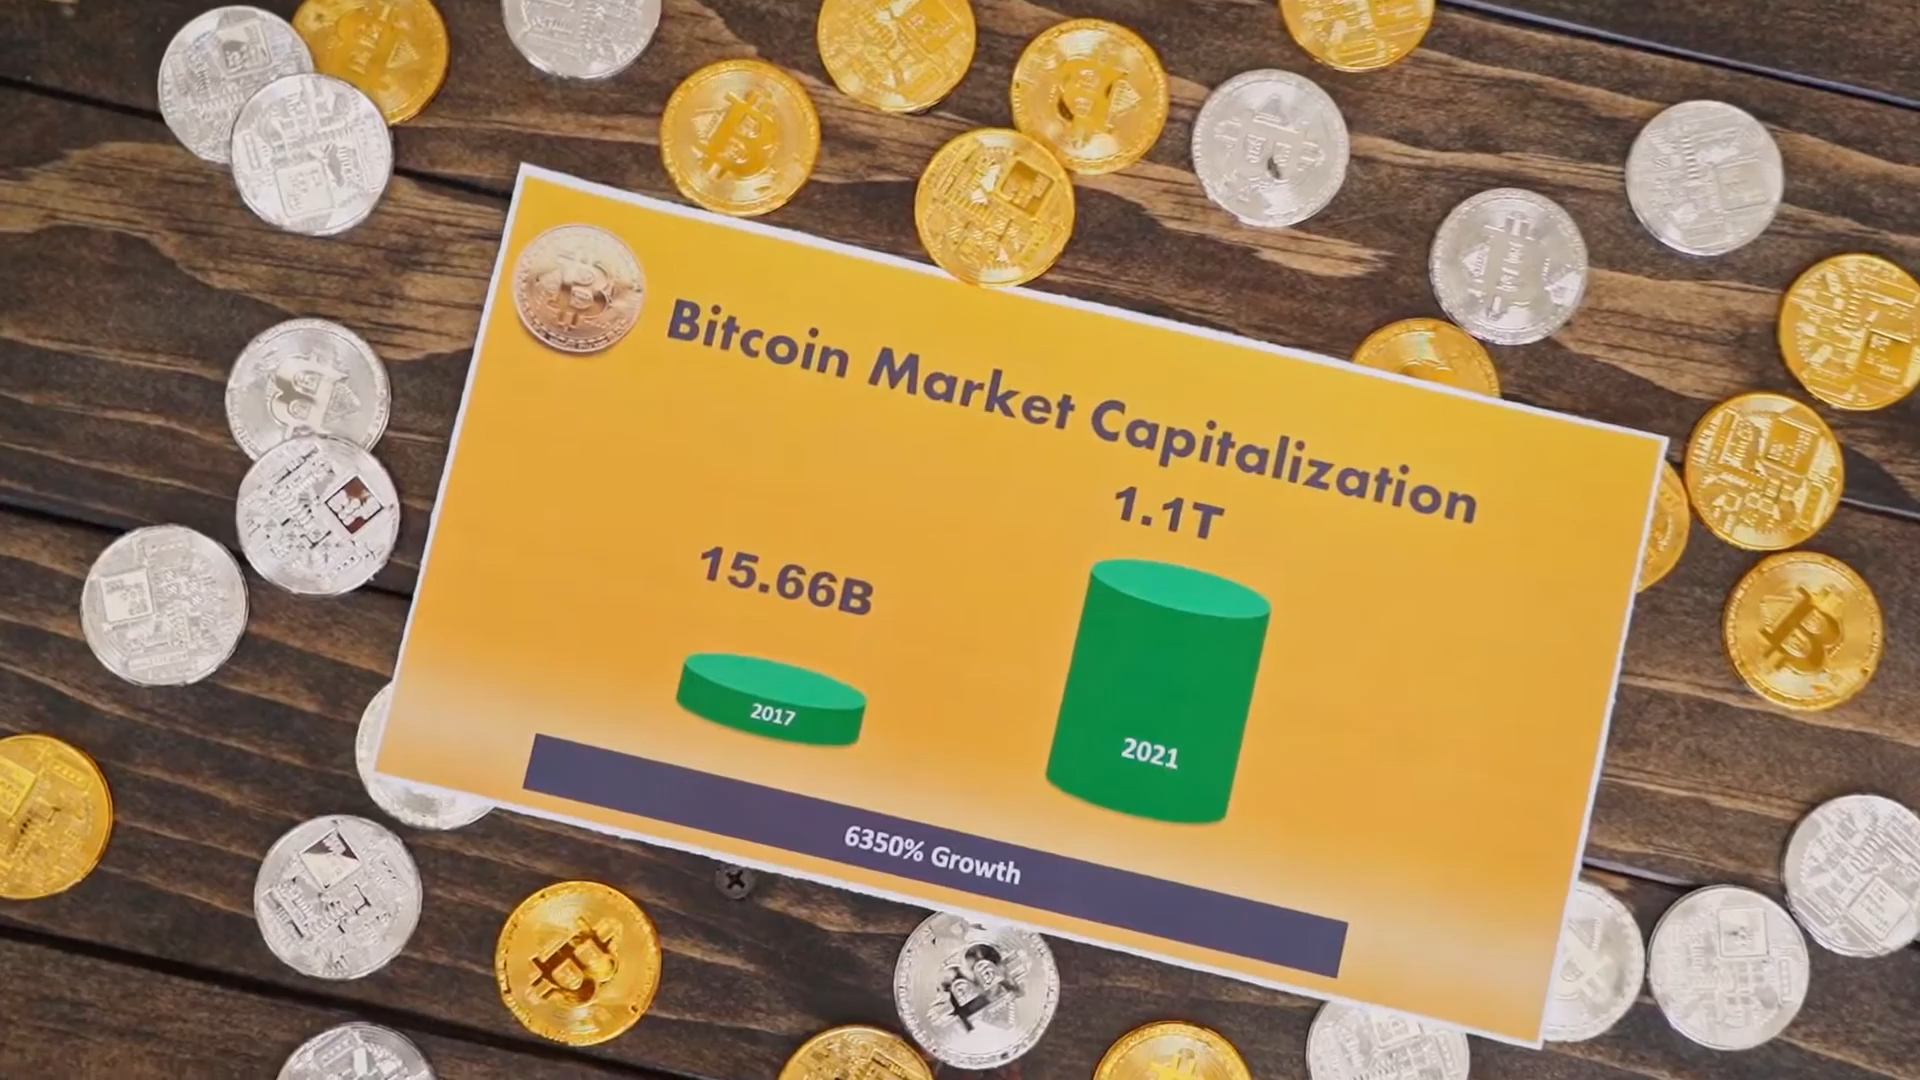 Bitcoin Market Capitalization
15.66B
1.1T
2017
2021
6350% Growth